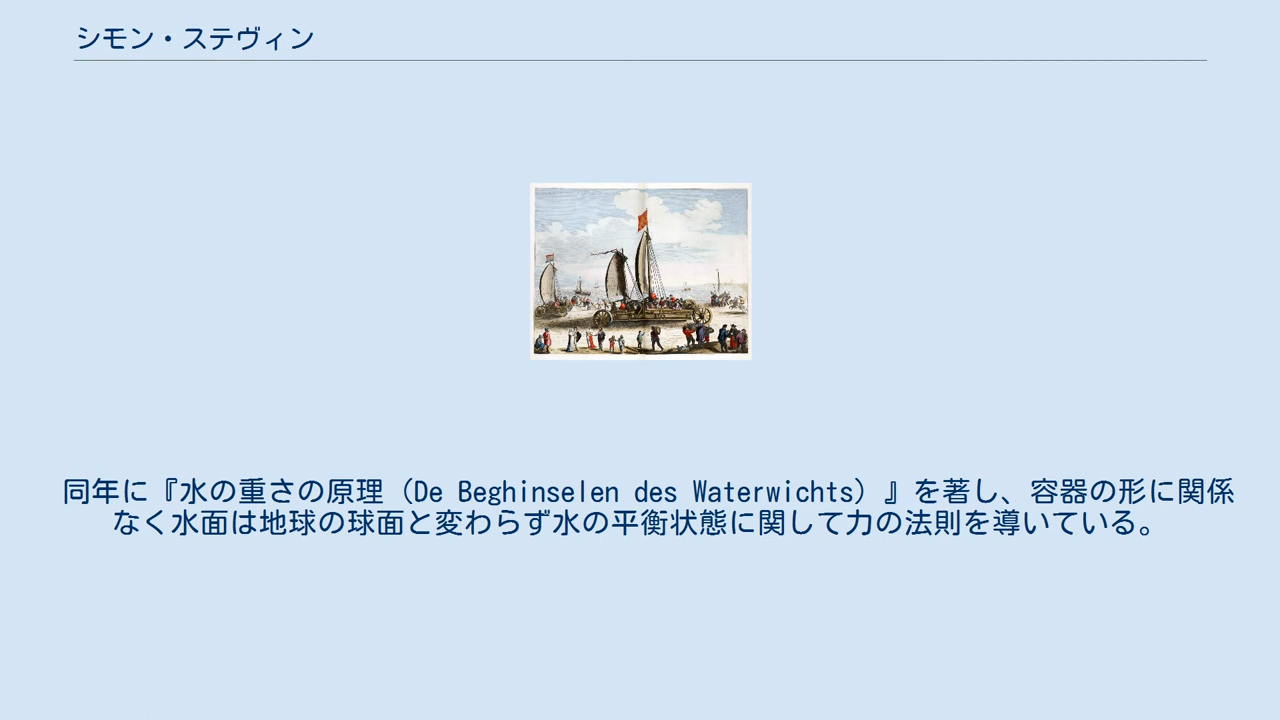 シモン・ステヴィン
同年に『水の重さの原理（De Beghinselen des Waterwichts）』を著し、容器の形に関係
なく水面は地球の球面と変わらず水の平衡状態に関して力の法則を導いている。